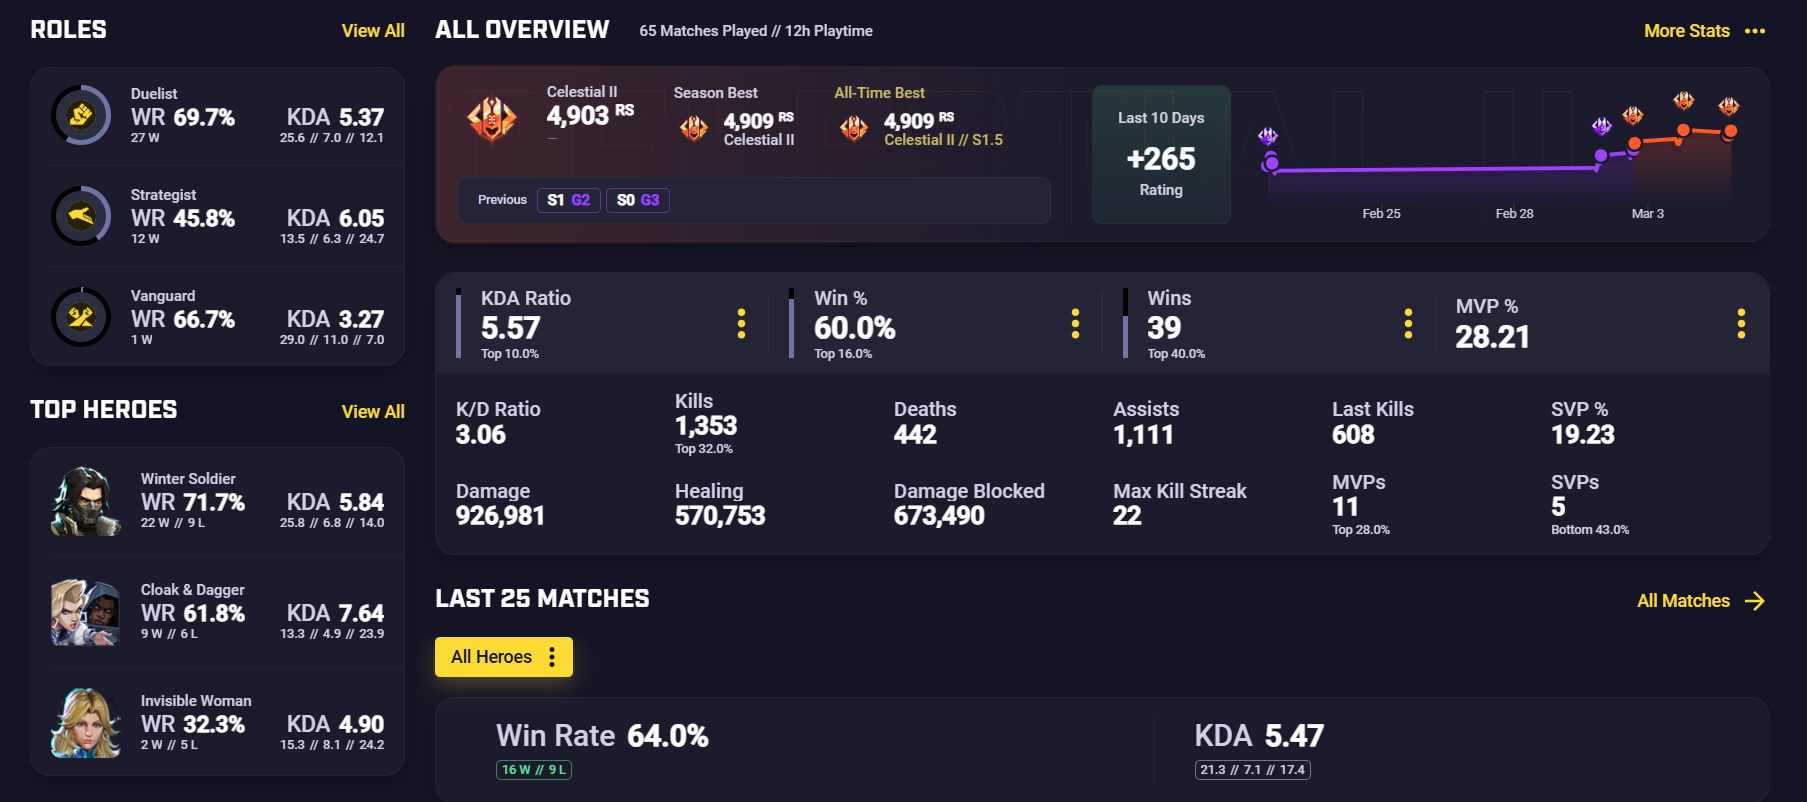 ROLES
View All
Duelist
WR 69.7%
KDA 5.37
27 W
25.6 // 7.0 // 12.1
Strategist
WR 45.8%
KDA 6.05
12 W
13.5 // 6.3 // 24.7
Vanguard
WR 66.7%
KDA 3.27
1 W
29.0 // 11.0 // 7.0
TOP HEROES
View All
Winter Soldier
WR 71.7%
KDA 5.84
22 W // 9 L
25.8 // 6.8 // 14.0
Cloak & Dagger
WR 61.8%
KDA 7.64
9 W // 6 L
13.3 // 4.9 // 23.9
Invisible Woman
WR 32.3%
KDA 4.90
2 W // 5 L
15.3 // 8.1 // 24.2
ALL OVERVIEW
65 Matches Played // 12h Playtime
More Stats
Celestial II
4,903 RS
—
Season Best
4,909 RS
Celestial II
All-Time Best
4,909 RS
Celestial II // S1.5
Previous
S1 G2
S0 G3
Last 10 Days
+265
Rating
Feb 25
Feb 28
Mar 3
KDA Ratio
5.57
Top 10.0%
Win %
60.0%
Top 16.0%
Wins
39
Top 40.0%
MVP %
28.21
K/D Ratio
3.06
Kills
1,353
Top 32.0%
Deaths
442
Assists
1,111
Last Kills
608
SVP %
19.23
Damage
926,981
Healing
570,753
Damage Blocked
673,490
Max Kill Streak
22
MVPs
11
Top 28.0%
SVPs
5
Bottom 43.0%
LAST 25 MATCHES
All Matches
All Heroes
Win Rate 64.0%
16 W // 9 L
KDA 5.47
21.3 // 7.1 // 17.4